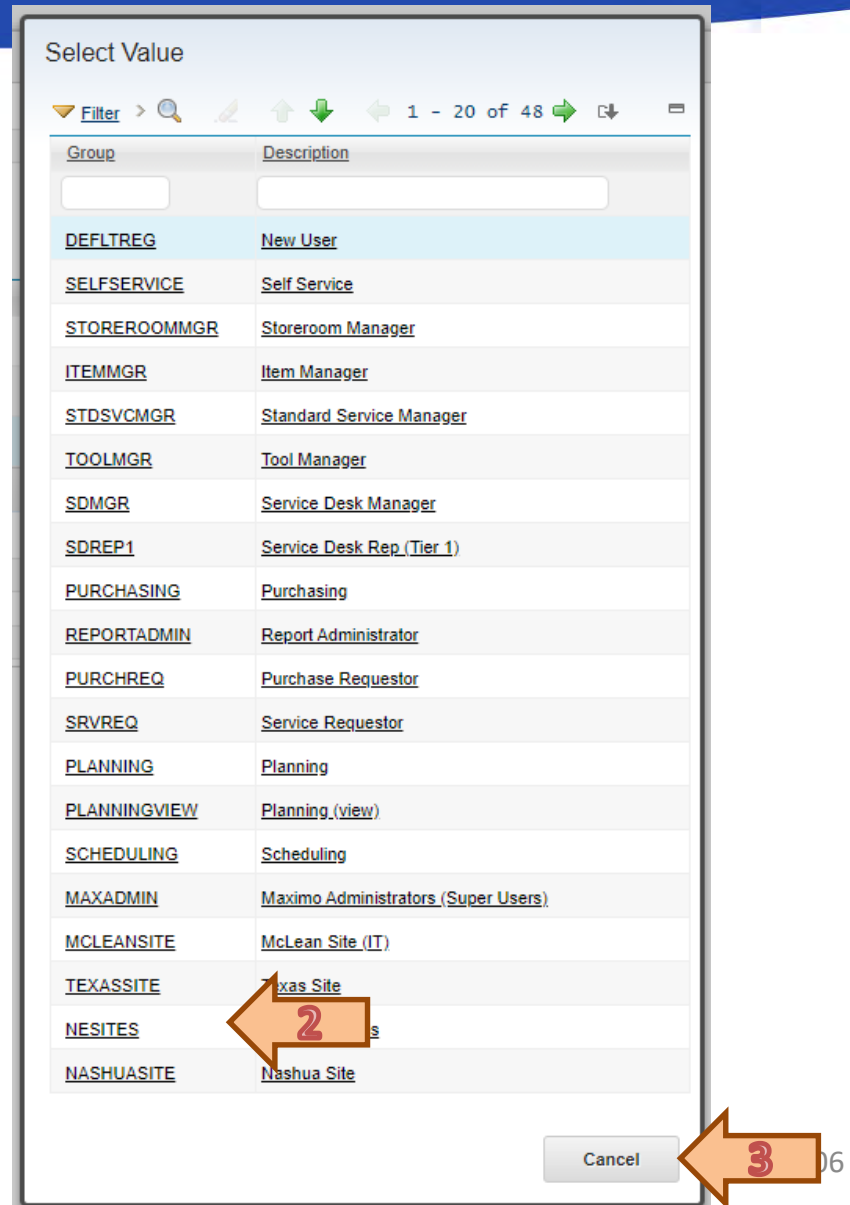 Select Value
Filter > 1 - 20 of 48
Group Description
DEFLTREG New User
SELFSERVICE Self Service
STOREROOMMGR Storeroom Manager
ITEMMGR Item Manager
STDSVCMGR Standard Service Manager
TOOLMGR Tool Manager
SDMGR Service Desk Manager
SDREP1 Service Desk Rep (Tier 1)
PURCHASING Purchasing
REPORTADMIN Report Administrator
PURCHREQ Purchase Requestor
SRVREQ Service Requestor
PLANNING Planning
PLANNINGVIEW Planning (view)
SCHEDULING Scheduling
MAXADMIN Maximo Administrators (Super Users)
MCLEANSITE McLean Site (IT)
TEXASSITE Texas Site
NESITES 2
NASHUASITE Nashua Site
Cancel 3